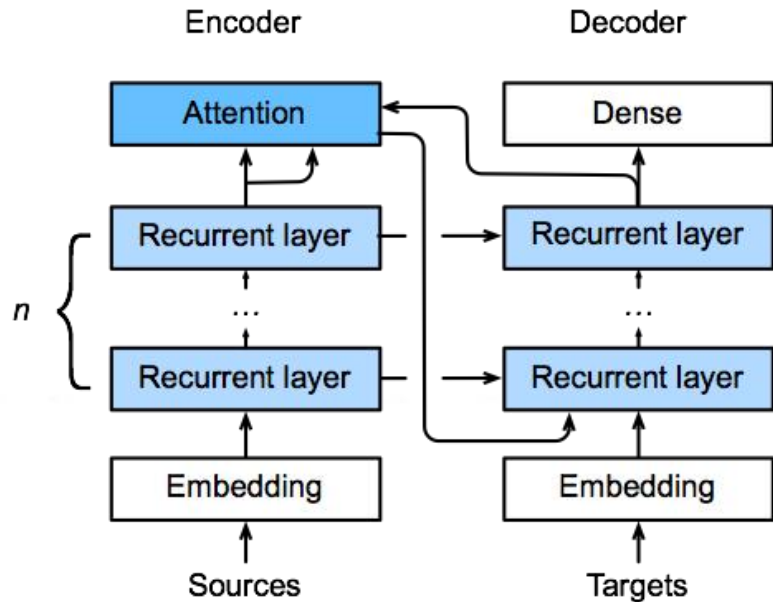 Encoder
Decoder
Attention
Dense
Recurrent layer
Recurrent layer
n
...
...
Recurrent layer
Recurrent layer
Embedding
Embedding
Sources
Targets